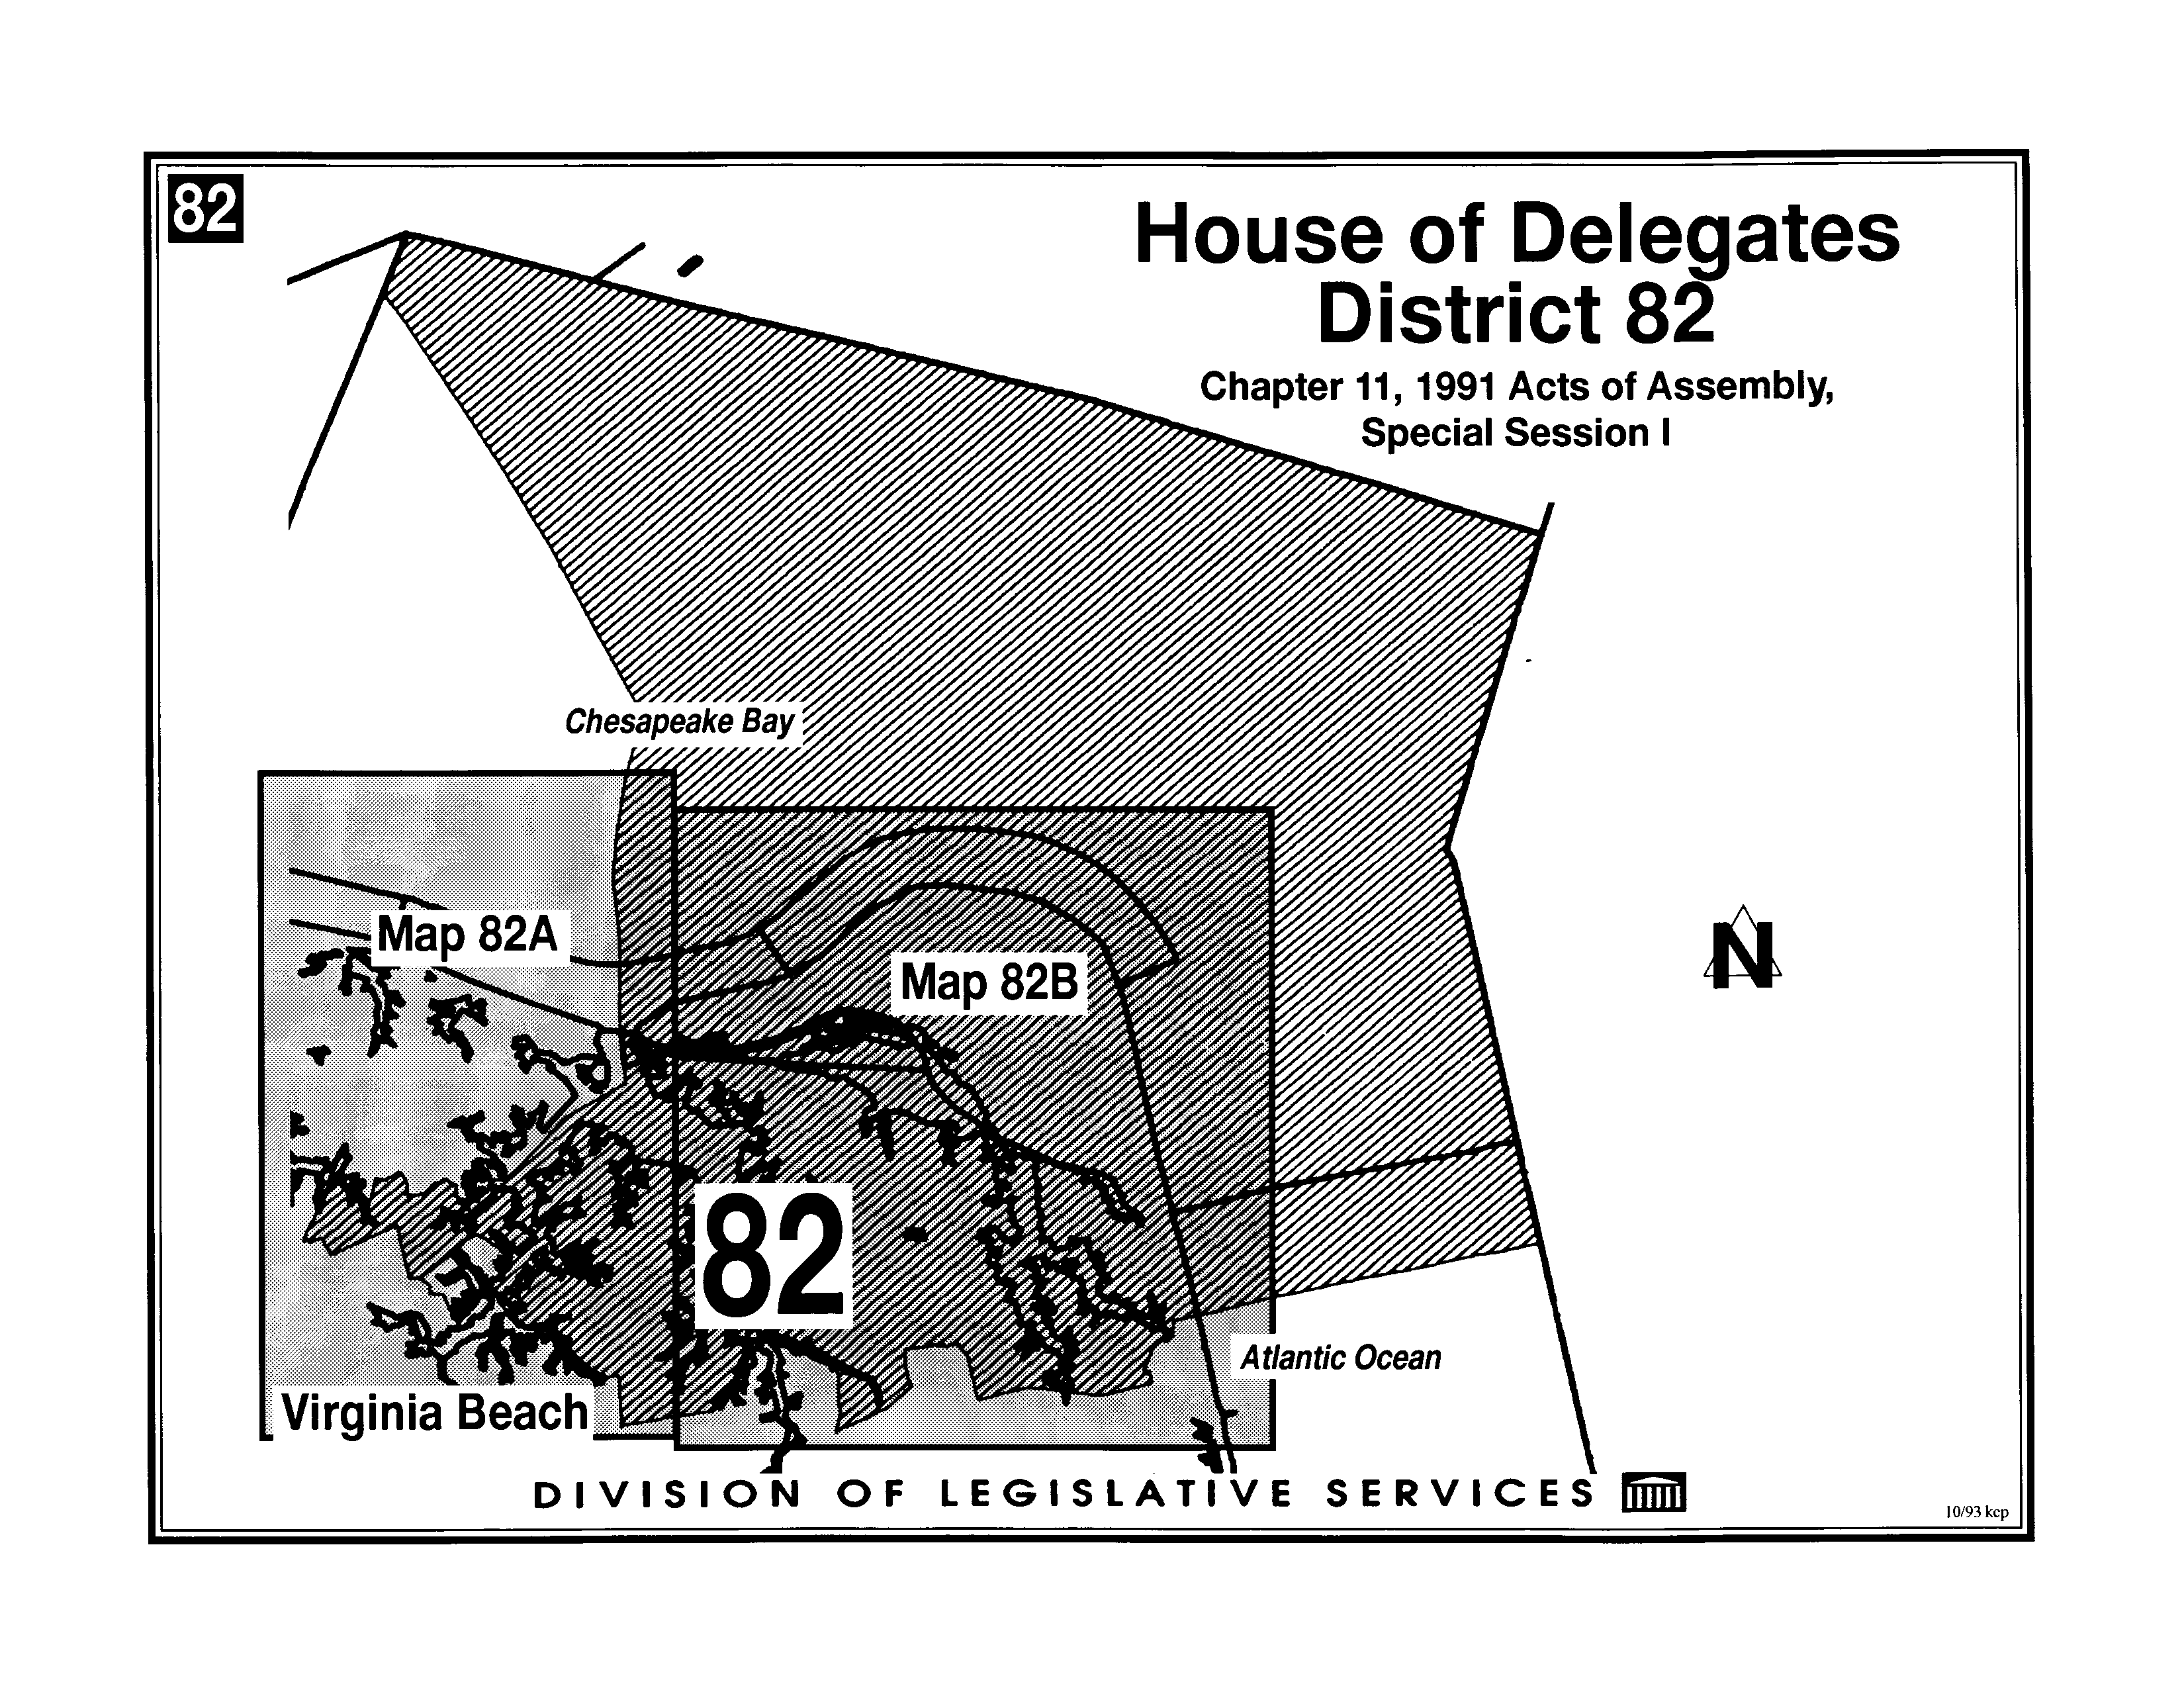 82
House of Delegates
District 82
Chapter 11, 1991 Acts of Assembly,
Special Session I
Chesapeake Bay
Map 82A
Map 82B
N
82
Atlantic Ocean
Virginia Beach
DIVISION OF LEGISLATIVE SERVICES
10/93 kcp